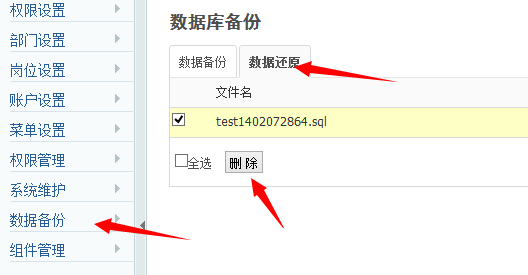 权限设置
部门设置
岗位设置
账户设置
菜单设置
权限管理
系统维护
数据备份
组件管理
数据库备份
数据备份 数据还原
文件名
test1402072864.sql
全选 删 除